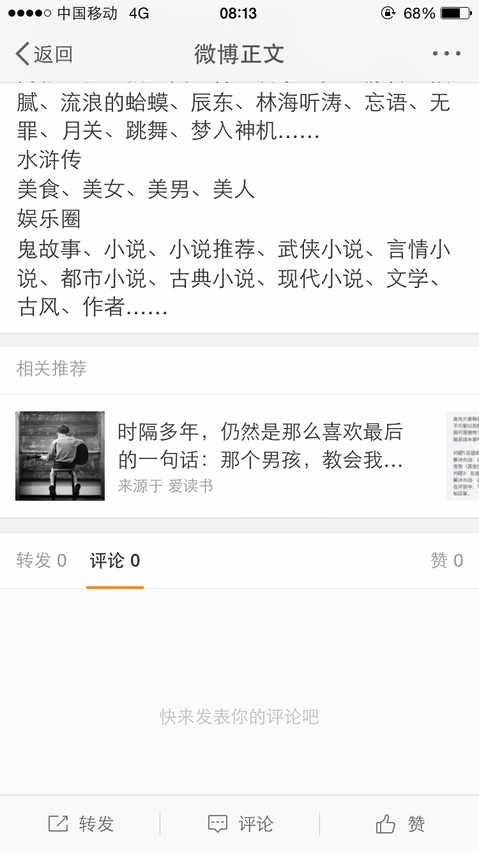 中国移动 4G 08:13 68%
返回 微博正文
腻、流浪的蛤蟆、辰东、林海听涛、忘语、无
罪、月关、跳舞、梦入神机……
水浒传
美食、美女、美男、美人
娱乐圈
鬼故事、小说、小说推荐、武侠小说、言情小
说、都市小说、古典小说、现代小说、文学、
古风、作者……
相关推荐
时隔多年，仍然是那么喜欢最后
的一句话：那个男孩，教会我...
来源于 爱读书
转发 0 评论 0 赞 0
快来发表你的评论吧
转发 评论 赞